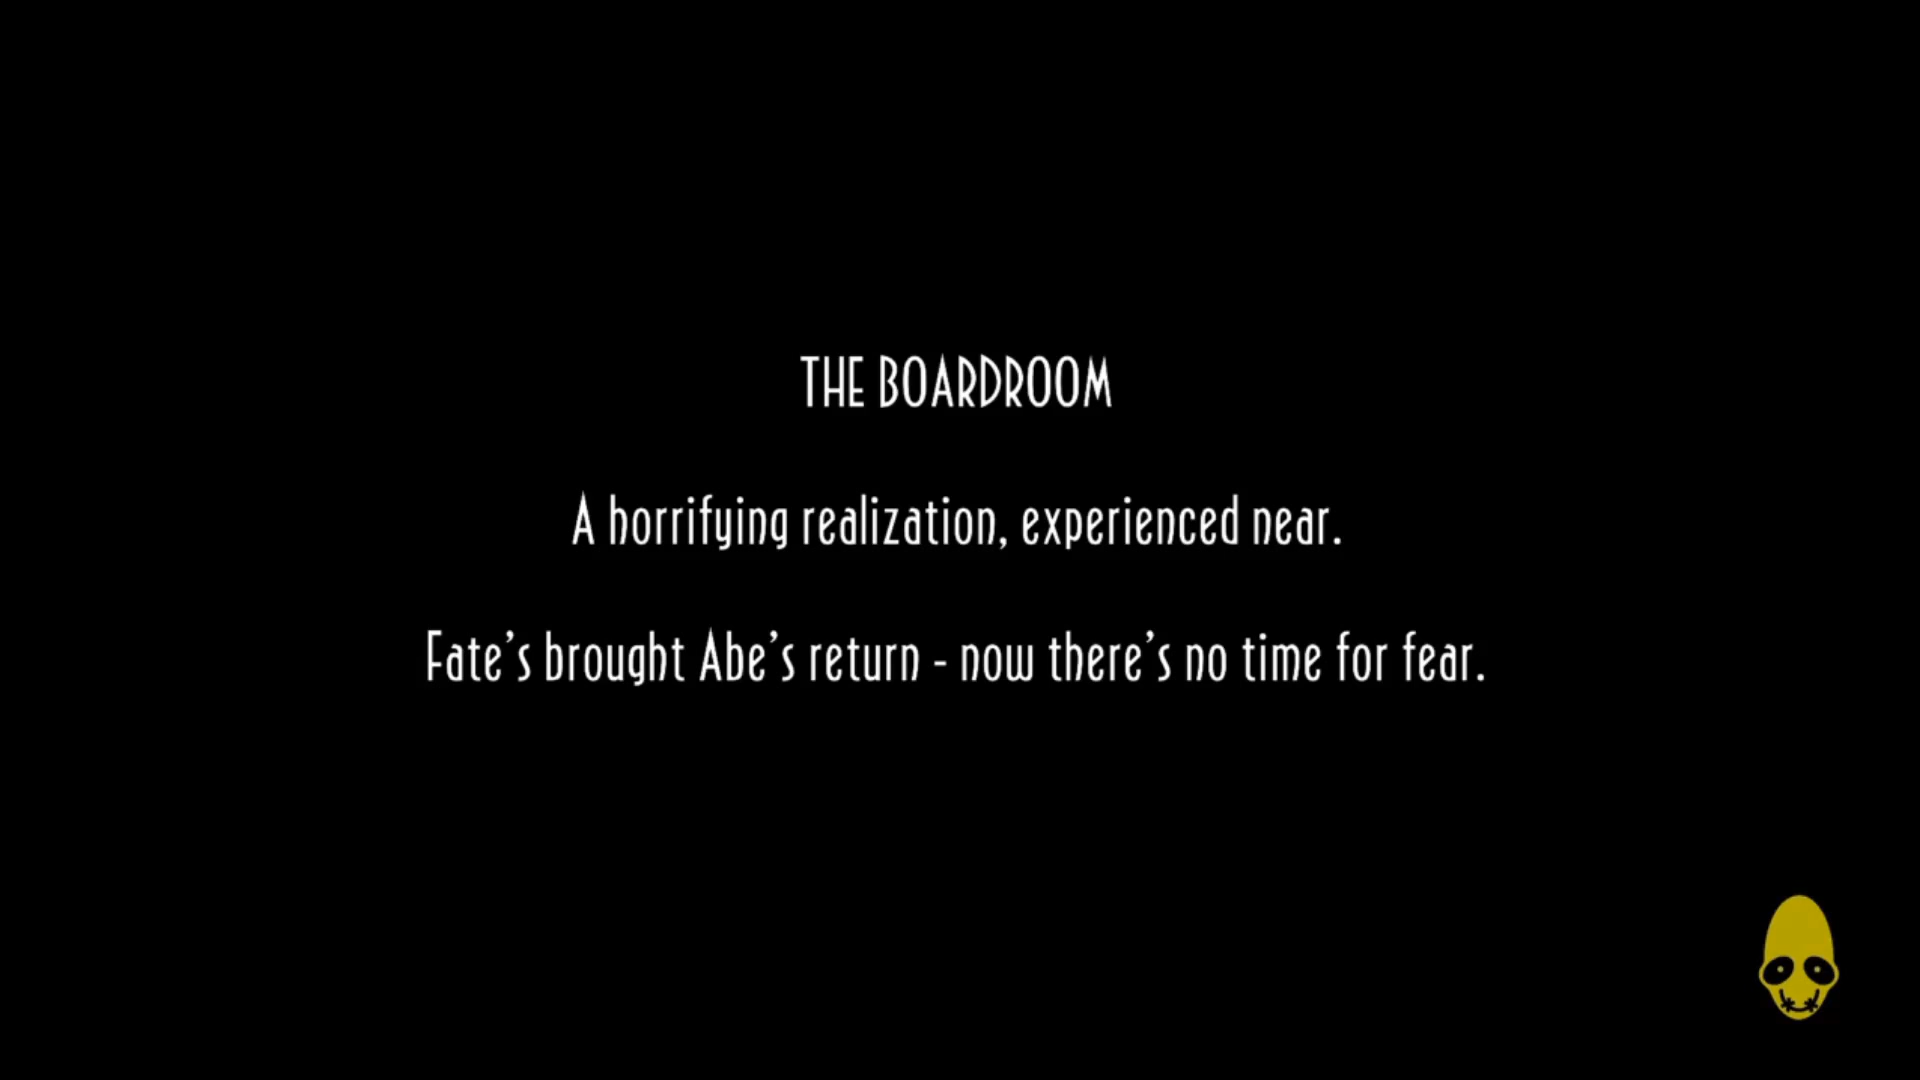 THE BOARDROOM
A horrifying realization, experienced near.
Fate's brought Abe's return - now there's no time for fear.